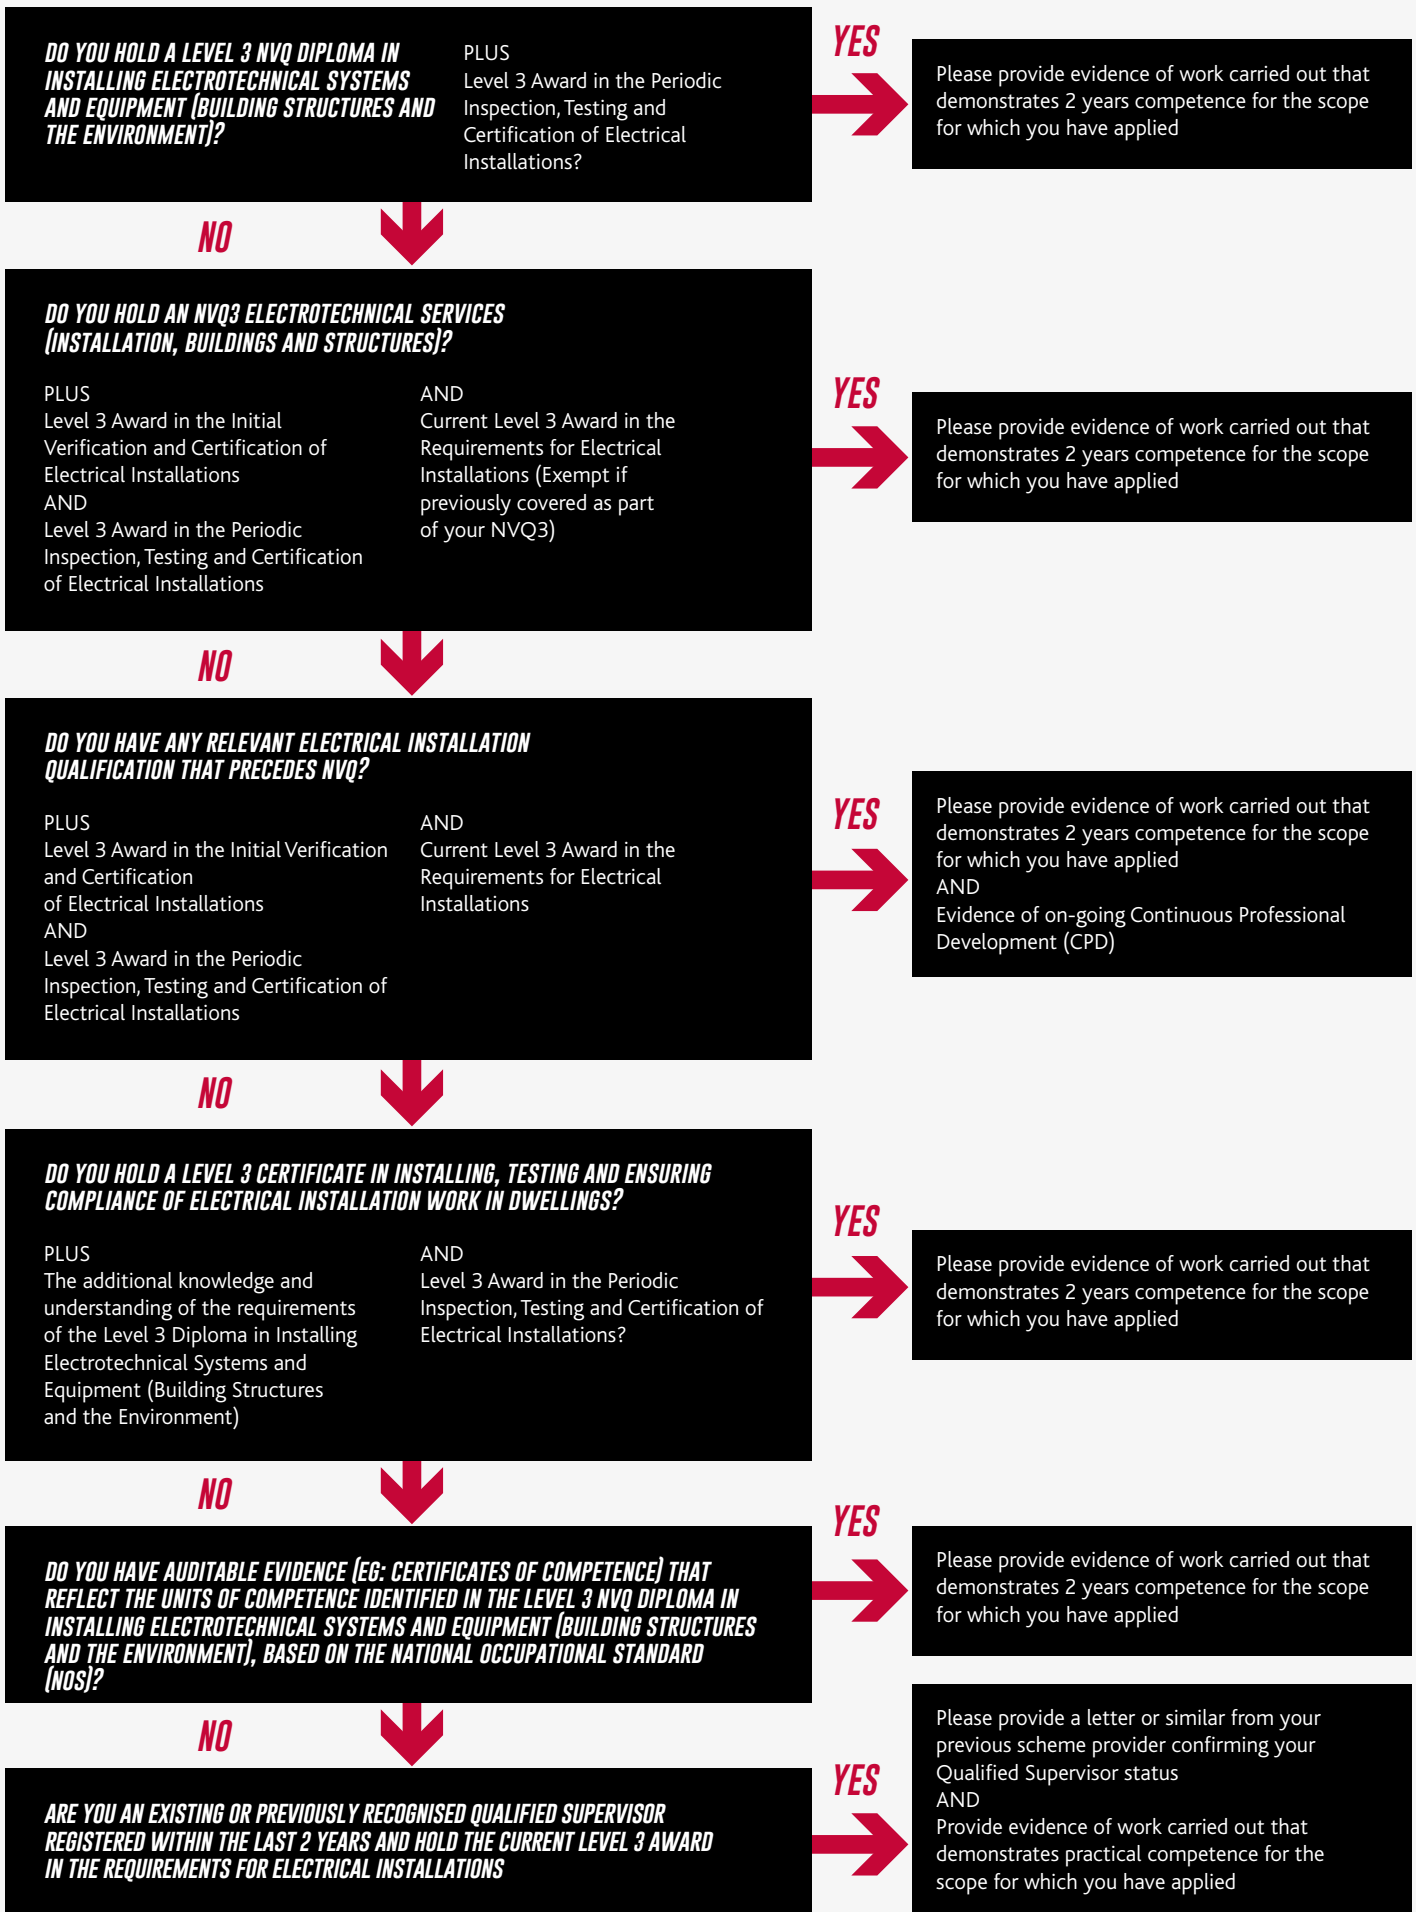 DO YOU HOLD A LEVEL 3 NVQ DIPLOMA IN
INSTALLING ELECTROTECHNICAL SYSTEMS
AND EQUIPMENT (BUILDING STRUCTURES AND
THE ENVIRONMENT)?
PLUS
Level 3 Award in the Periodic
Inspection, Testing and
Certification of Electrical
Installations?
YES
Please provide evidence of work carried out that
demonstrates 2 years competence for the scope
for which you have applied
NO
DO YOU HOLD AN NVQ3 ELECTROTECHNICAL SERVICES
(INSTALLATION, BUILDINGS AND STRUCTURES)?
PLUS
Level 3 Award in the Initial
Verification and Certification of
Electrical Installations
AND
Level 3 Award in the Periodic
Inspection, Testing and Certification
of Electrical Installations
AND
Current Level 3 Award in the
Requirements for Electrical
Installations (Exempt if
previously covered as part
of your NVQ3)
YES
Please provide evidence of work carried out that
demonstrates 2 years competence for the scope
for which you have applied
NO
DO YOU HAVE ANY RELEVANT ELECTRICAL INSTALLATION
QUALIFICATION THAT PRECEDES NVQ?
PLUS
Level 3 Award in the Initial Verification
and Certification
of Electrical Installations
AND
Level 3 Award in the Periodic
Inspection, Testing and Certification of
Electrical Installations
AND
Current Level 3 Award in the
Requirements for Electrical
Installations
YES
Please provide evidence of work carried out that
demonstrates 2 years competence for the scope
for which you have applied
AND
Evidence of on-going Continuous Professional
Development (CPD)
NO
DO YOU HOLD A LEVEL 3 CERTIFICATE IN INSTALLING, TESTING AND ENSURING
COMPLIANCE OF ELECTRICAL INSTALLATION WORK IN DWELLINGS?
PLUS
The additional knowledge and
understanding of the requirements
of the Level 3 Diploma in Installing
Electrotechnical Systems and
Equipment (Building Structures
and the Environment)
AND
Level 3 Award in the Periodic
Inspection, Testing and Certification of
Electrical Installations?
YES
Please provide evidence of work carried out that
demonstrates 2 years competence for the scope
for which you have applied
NO
DO YOU HAVE AUDITABLE EVIDENCE (EG: CERTIFICATES OF COMPETENCE) THAT
REFLECT THE UNITS OF COMPETENCE IDENTIFIED IN THE LEVEL 3 NVQ DIPLOMA IN
INSTALLING ELECTROTECHNICAL SYSTEMS AND EQUIPMENT (BUILDING STRUCTURES
AND THE ENVIRONMENT), BASED ON THE NATIONAL OCCUPATIONAL STANDARD
(NOS)?
YES
Please provide evidence of work carried out that
demonstrates 2 years competence for the scope
for which you have applied
NO
ARE YOU AN EXISTING OR PREVIOUSLY RECOGNISED QUALIFIED SUPERVISOR
REGISTERED WITHIN THE LAST 2 YEARS AND HOLD THE CURRENT LEVEL 3 AWARD
IN THE REQUIREMENTS FOR ELECTRICAL INSTALLATIONS
YES
Please provide a letter or similar from your
previous scheme provider confirming your
Qualified Supervisor status
AND
Provide evidence of work carried out that
demonstrates practical competence for the
scope for which you have applied